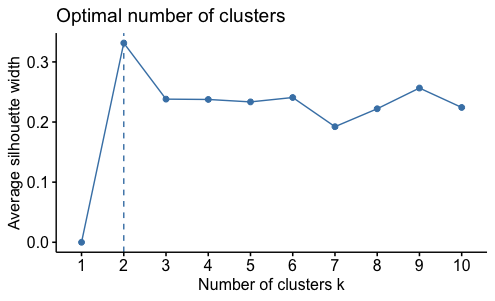 Optimal number of clusters
Average silhouette width
0.3
0.2
0.1
0.0
1 2 3 4 5 6 7 8 9 10
Number of clusters k